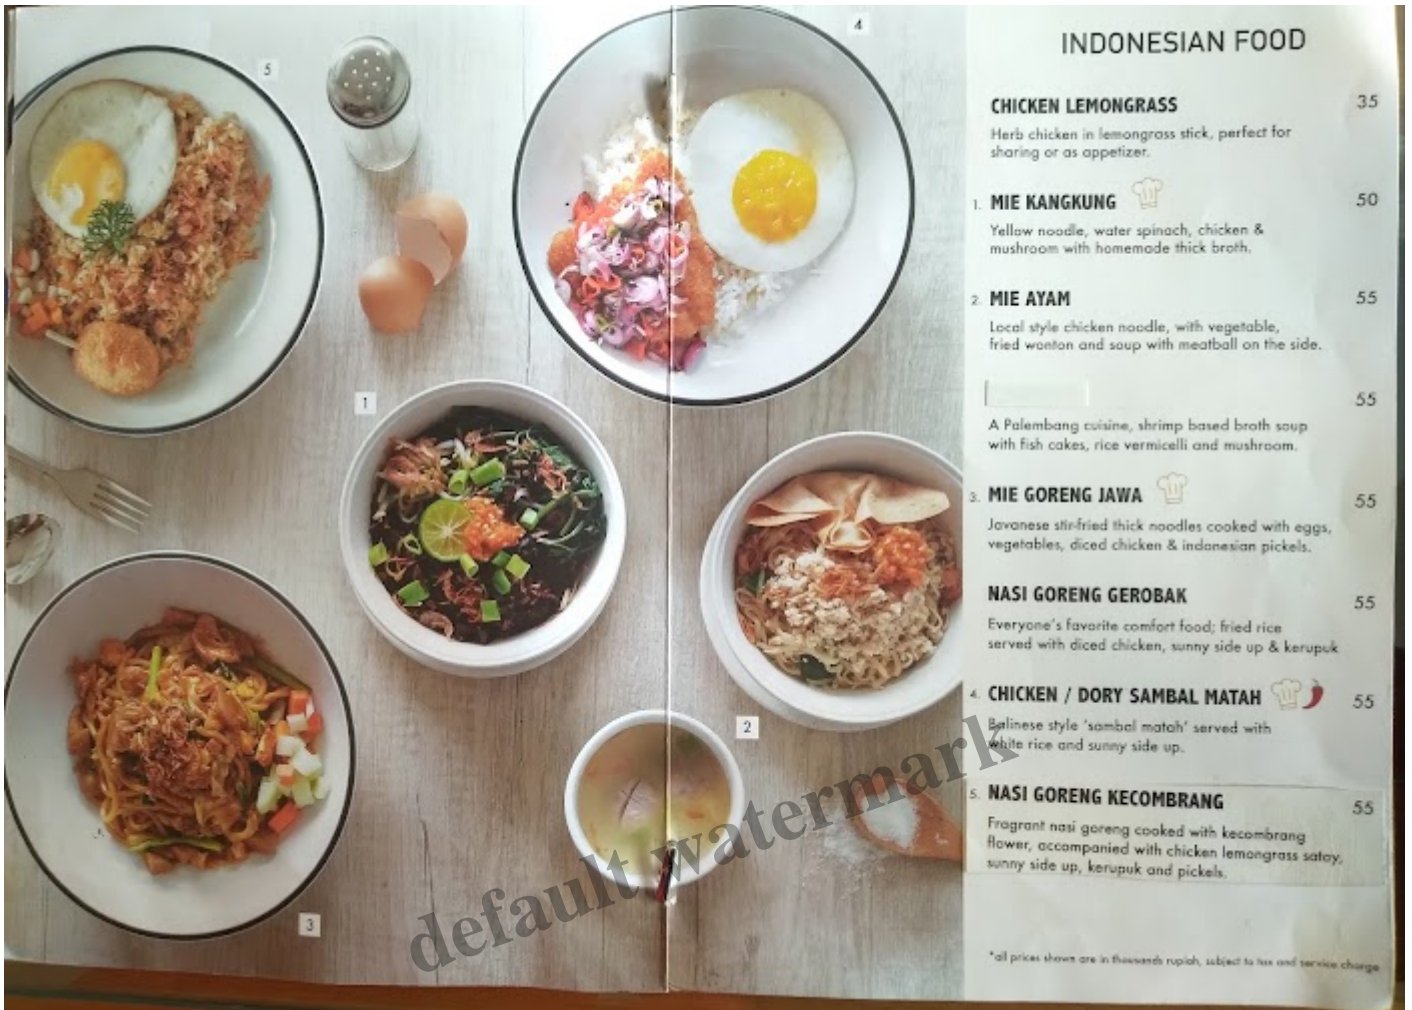 INDONESIAN FOOD
CHICKEN LEMONGRASS 35
Herb chicken in lemongrass stick, perfect for
sharing or as appetizer.
1. MIE KANGKUNG 50
Yellow noodle, water spinach, chicken &
mushroom with homemade thick broth.
2. MIE AYAM 55
Local style chicken noodle, with vegetable,
fried wonton and soup with meatball on the side.
55
A Palembang cuisine, shrimp based broth soup
with fish cakes, rice vermicelli and mushroom.
3. MIE GORENG JAWA 55
Javanese stir-fried thick noodles cooked with eggs,
vegetables, diced chicken & indonesian pickels.
NASI GORENG GEROBAK 55
Everyone's favorite comfort food; fried rice
served with diced chicken, sunny side up & kerupuk
4. CHICKEN / DORY SAMBAL MATAH 55
Balinese style 'sambal matah' served with
white rice and sunny side up.
5. NASI GORENG KECOMBRANG 55
Fragrant nasi goreng cooked with kecombrang
flower, accompanied with chicken lemongrass satay,
sunny side up, kerupuk and pickels.
*all prices shown are in thousands rupiah, subject to tax and service charge
5
4
1
2
3
default watermark